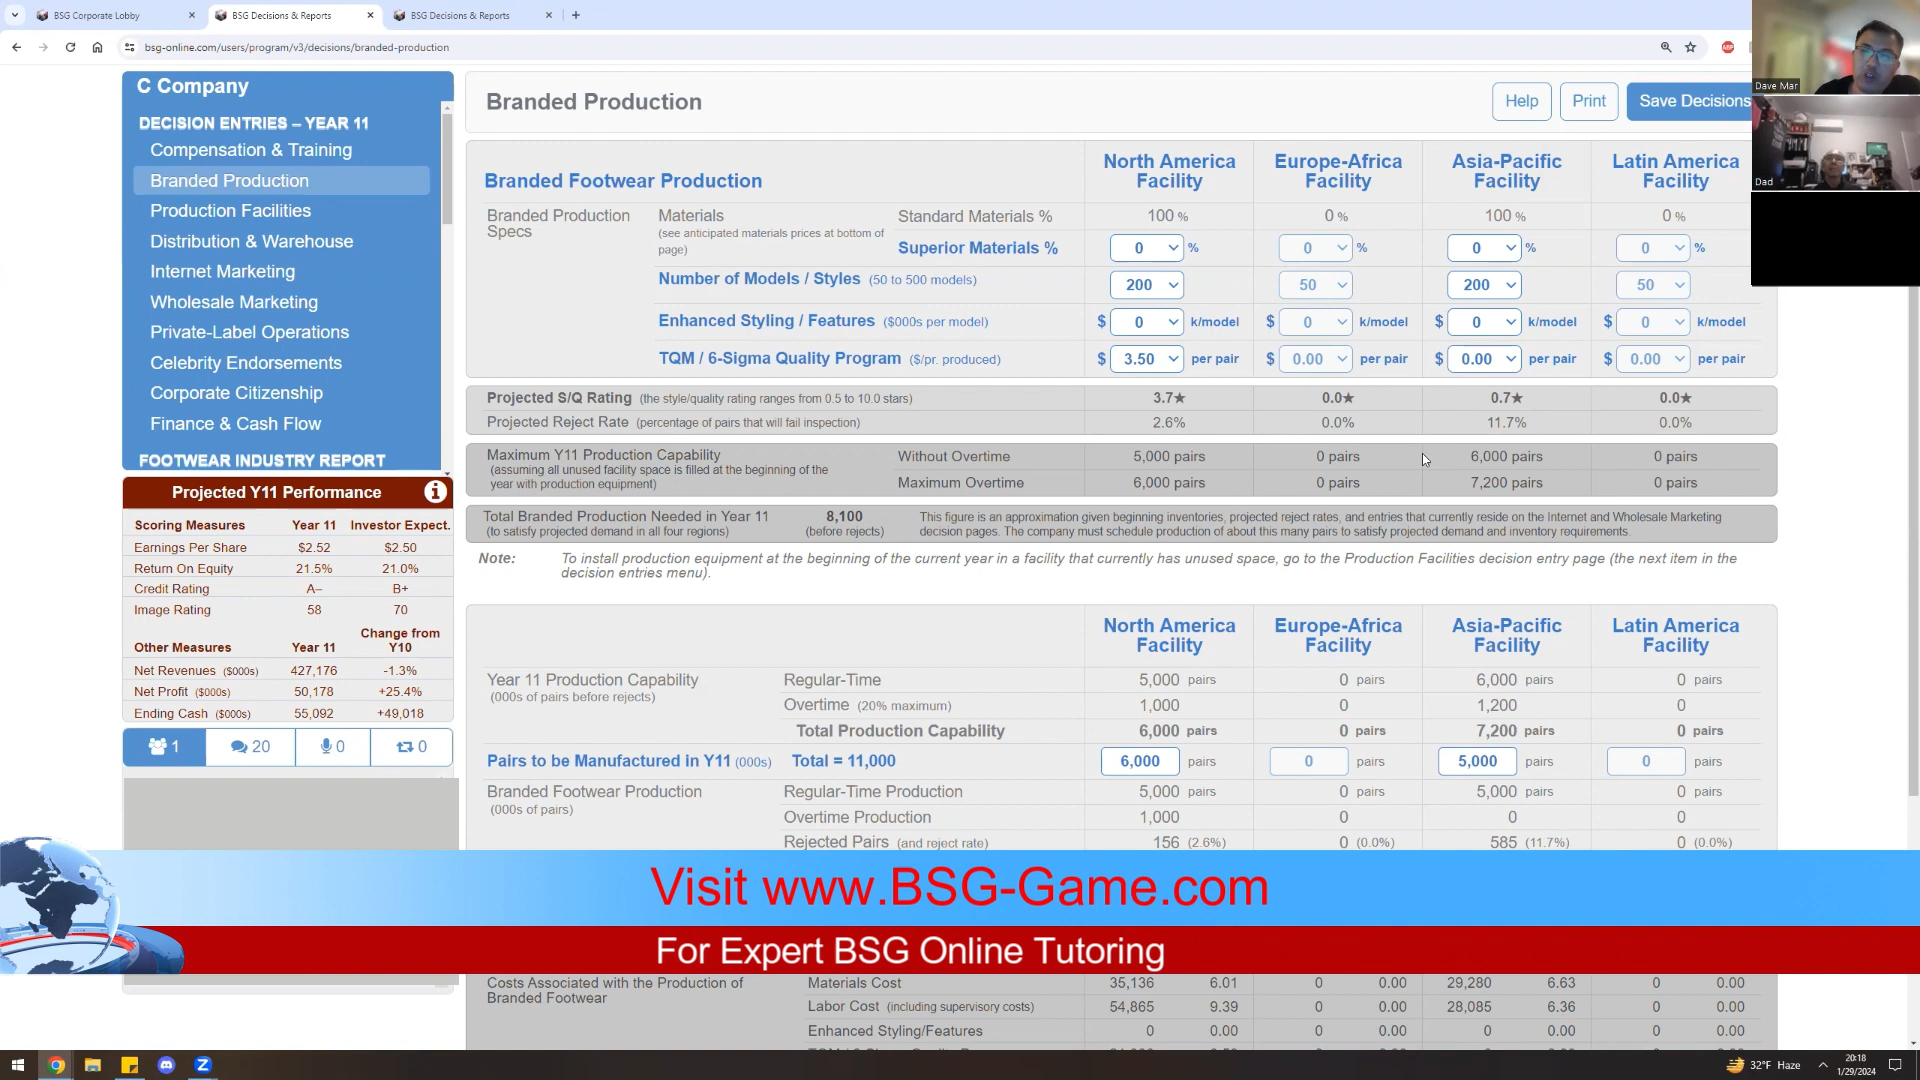 BSG Corporate Lobby
BSG Decisions & Reports
BSG Decisions & Reports
bsg-online.com/users/program/v3/decisions/branded-production
ABP
C Company
DECISION ENTRIES – YEAR 11
Compensation & Training
Branded Production
Production Facilities
Distribution & Warehouse
Internet Marketing
Wholesale Marketing
Private-Label Operations
Celebrity Endorsements
Corporate Citizenship
Finance & Cash Flow
FOOTWEAR INDUSTRY REPORT
Projected Y11 Performance
Scoring Measures Year 11 Investor Expect.
Earnings Per Share $2.52 $2.50
Return On Equity 21.5% 21.0%
Credit Rating A– B+
Image Rating 58 70
Other Measures Year 11 Change from Y10
Net Revenues ($000s) 427,176 -1.3%
Net Profit ($000s) 50,178 +25.4%
Ending Cash ($000s) 55,092 +49,018
1 20 0 0
Branded Production
Help Print Save Decisions
Dave Mar
Dad
Branded Footwear Production
North America Facility
Europe-Africa Facility
Asia-Pacific Facility
Latin America Facility
Branded Production Specs
Materials
(see anticipated materials prices at bottom of page)
Standard Materials % 100 % 0 % 100 % 0 %
Superior Materials % 0 % 0 % 0 % 0 %
Number of Models / Styles (50 to 500 models) 200 50 200 50
Enhanced Styling / Features ($000s per model) $ 0 k/model $ 0 k/model $ 0 k/model $ 0 k/model
TQM / 6-Sigma Quality Program ($/pr. produced) $ 3.50 per pair $ 0.00 per pair $ 0.00 per pair $ 0.00 per pair
Projected S/Q Rating (the style/quality rating ranges from 0.5 to 10.0 stars) 3.7★ 0.0★ 0.7★ 0.0★
Projected Reject Rate (percentage of pairs that will fail inspection) 2.6% 0.0% 11.7% 0.0%
Maximum Y11 Production Capability
(assuming all unused facility space is filled at the beginning of the
year with production equipment)
Without Overtime 5,000 pairs 0 pairs 6,000 pairs 0 pairs
Maximum Overtime 6,000 pairs 0 pairs 7,200 pairs 0 pairs
Total Branded Production Needed in Year 11 8,100
(to satisfy projected demand in all four regions) (before rejects)
This figure is an approximation given beginning inventories, projected reject rates, and entries that currently reside on the Internet and Wholesale Marketing
decision pages. The company must schedule production of about this many pairs to satisfy projected demand and inventory requirements.
Note: To install production equipment at the beginning of the current year in a facility that currently has unused space, go to the Production Facilities decision entry page (the next item in the
decision entries menu).
North America Facility
Europe-Africa Facility
Asia-Pacific Facility
Latin America Facility
Year 11 Production Capability
(000s of pairs before rejects)
Regular-Time 5,000 pairs 0 pairs 6,000 pairs 0 pairs
Overtime (20% maximum) 1,000 0 1,200 0
Total Production Capability 6,000 pairs 0 pairs 7,200 pairs 0 pairs
Pairs to be Manufactured in Y11 (000s) Total = 11,000 6,000 pairs 0 pairs 5,000 pairs 0 pairs
Branded Footwear Production
(000s of pairs)
Regular-Time Production 5,000 pairs 0 pairs 5,000 pairs 0 pairs
Overtime Production 1,000 0 0 0
Rejected Pairs (and reject rate) 156 (2.6%) 0 (0.0%) 585 (11.7%) 0 (0.0%)
Visit www.BSG-Game.com
For Expert BSG Online Tutoring
Costs Associated with the Production of
Branded Footwear
Materials Cost 35,136 6.01 0 0.00 29,280 6.63 0 0.00
Labor Cost (including supervisory costs) 54,865 9.39 0 0.00 28,085 6.36 0 0.00
Enhanced Styling/Features 0 0.00 0 0.00 0 0.00 0 0.00
32°F Haze
20:18
1/29/2024